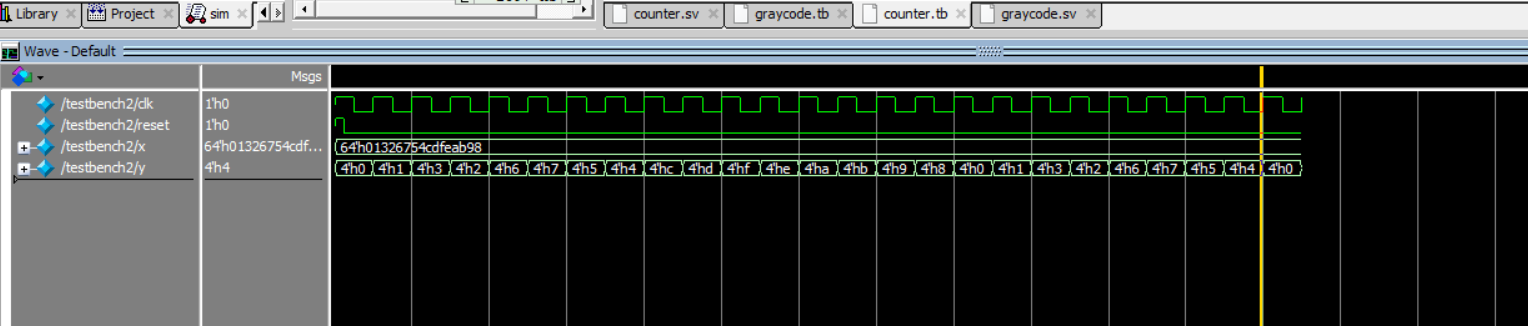 Library Project sim counter.sv graycode.tb counter.tb graycode.sv
Wave - Default
Msgs
/testbench2/clk 1'h0
/testbench2/reset 1'h0
/testbench2/x 64'h01326754cdf... 64'h01326754cdfeab98
/testbench2/y 4'h4 4'h0 4'h1 4'h3 4'h2 4'h6 4'h7 4'h5 4'h4 4'hc 4'hd 4'hf 4'he 4'ha 4'hb 4'h9 4'h8 4'h0 4'h1 4'h3 4'h2 4'h6 4'h7 4'h5 4'h4 4'h0